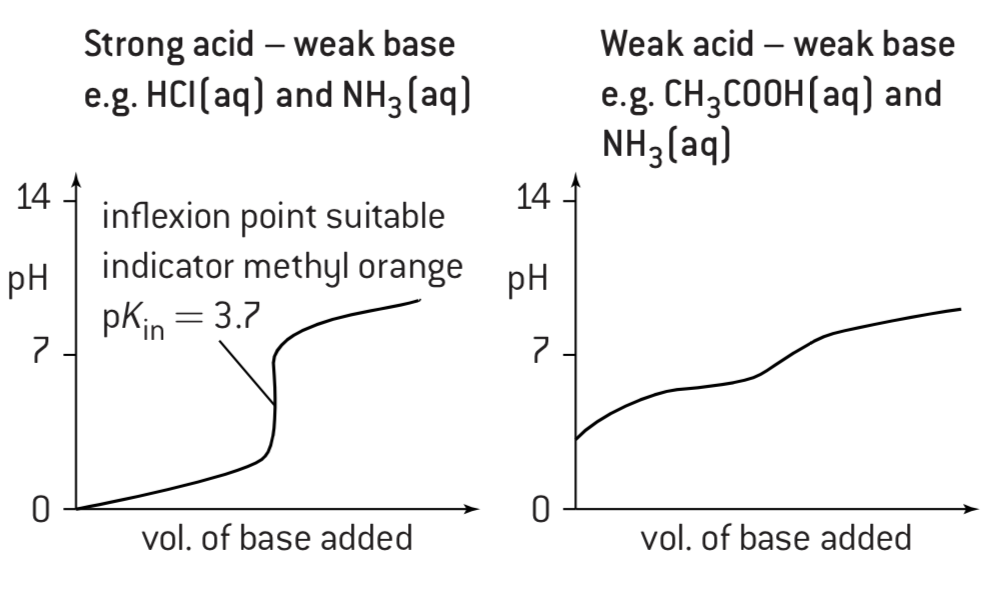 Strong acid – weak base
e.g. HCl(aq) and NH₃(aq)
14
inflexion point suitable
indicator methyl orange
pH
pKᵢₙ = 3.7
7
0
vol. of base added
Weak acid – weak base
e.g. CH₃COOH(aq) and
NH₃(aq)
14
pH
7
0
vol. of base added